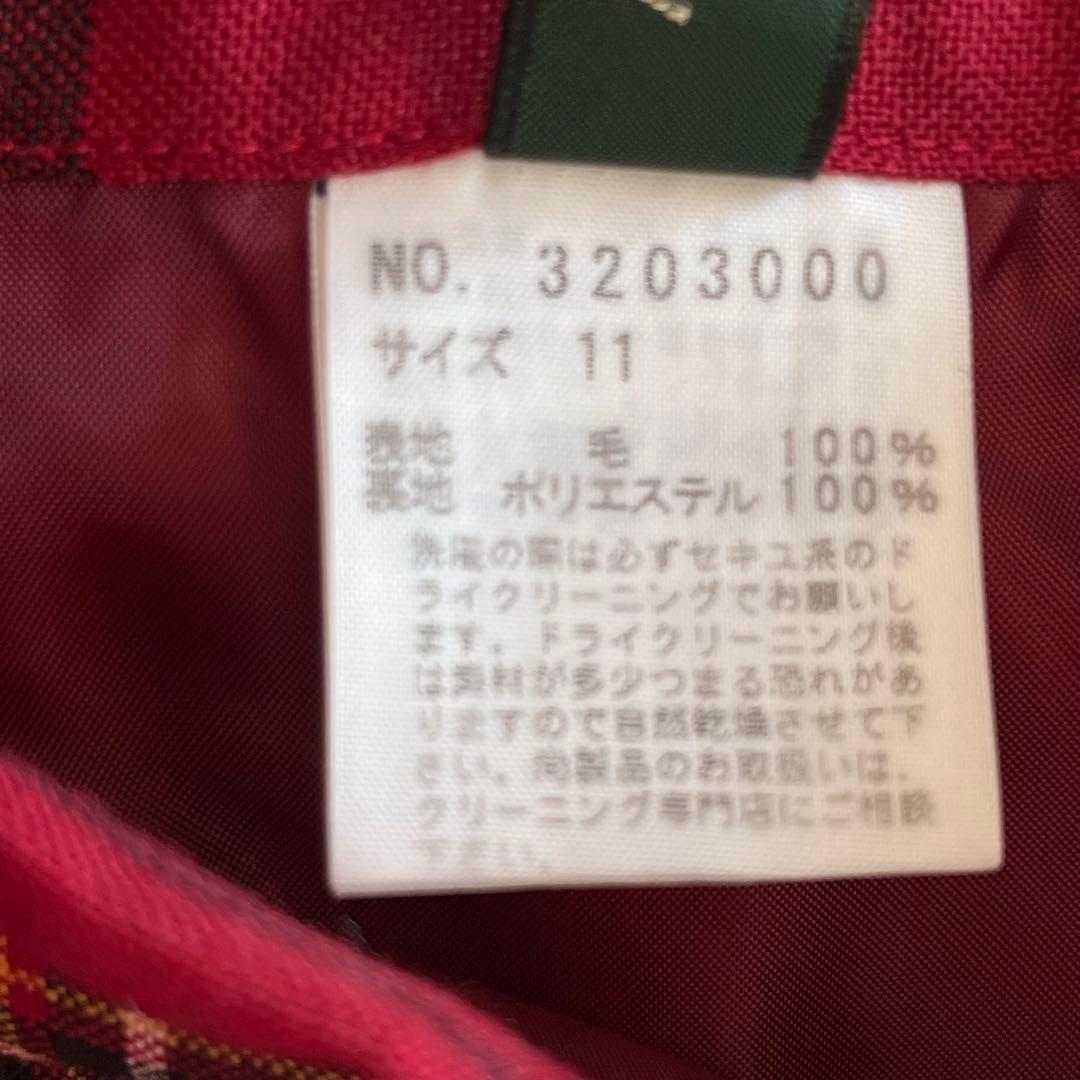 NO. 3203000
サイズ 11
表地 毛 100%
裏地 ポリエステル 100%
洗濯の際は必ずセキユ系のド
ライクリーニングでお願いし
ます。ドライクリーニング後
は素材が多少つまる恐れがあ
りますので自然乾燥させて下
さい。尚製品のお取扱いは、
クリーニング専門店にご相談
下さい。